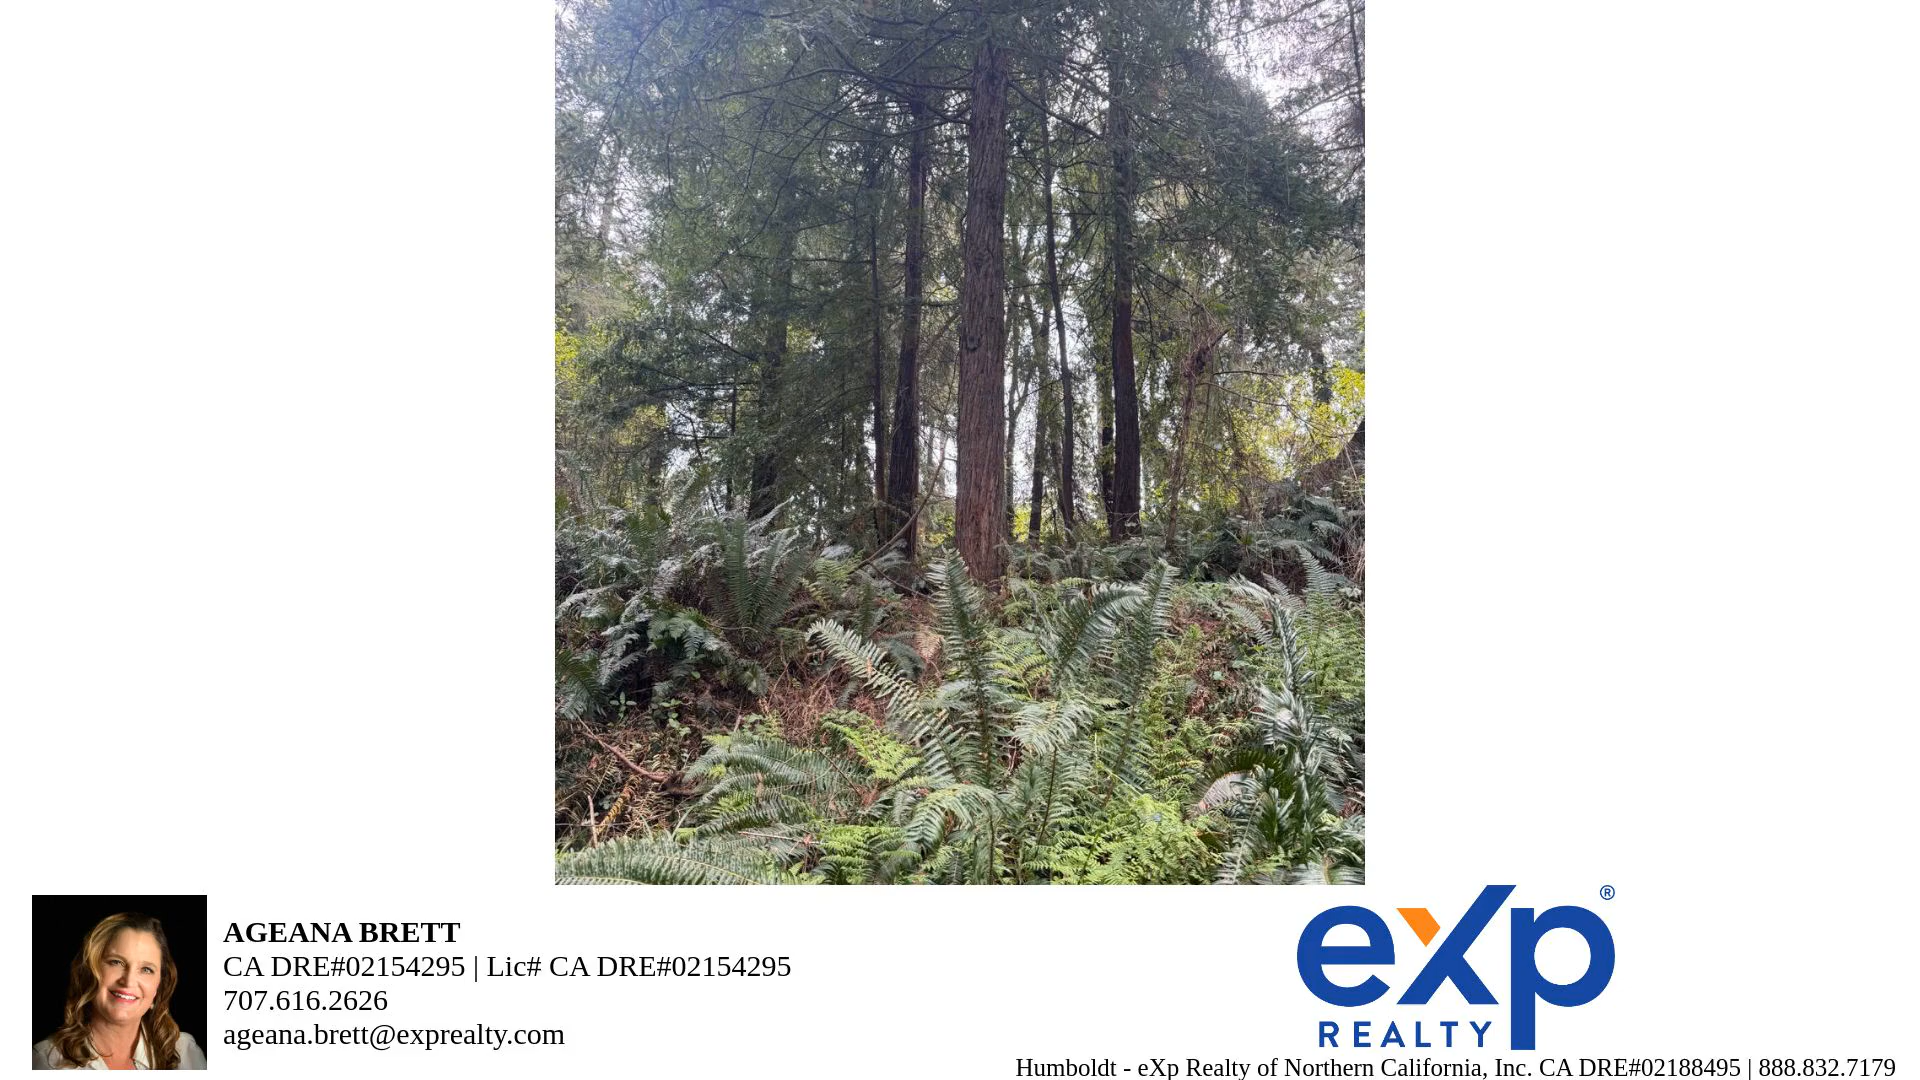 AGEANA BRETT
CA DRE#02154295 | Lic# CA DRE#02154295
707.616.2626
ageana.brett@exprealty.com
eXp®
REALTY
Humboldt - eXp Realty of Northern California, Inc. CA DRE#02188495 | 888.832.7179